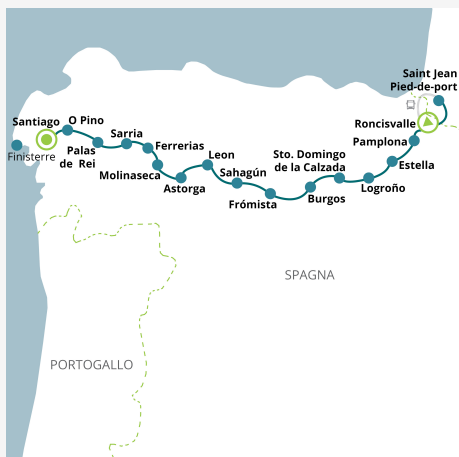 Saint Jean
Pied-de-port
Roncisvalle
Pamplona
Estella
Logroño
Sto. Domingo
de la Calzada
Burgos
Frómista
Sahagún
Leon
Astorga
Molinaseca
Ferrerias
Sarria
Palas
de Rei
O Pino
Santiago
Finisterre
SPAGNA
PORTOGALLO